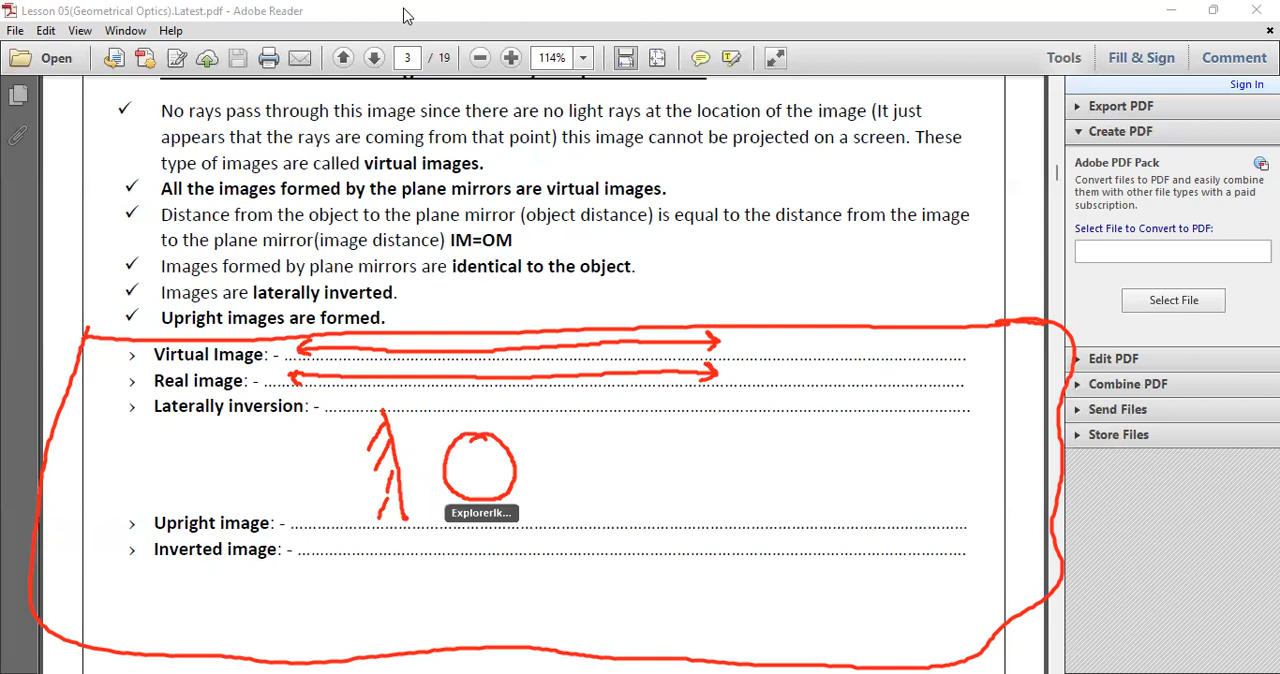 Lesson 05(Geometrical Optics).Latest.pdf - Adobe Reader
File Edit View Window Help
Open 3 / 19 114% Tools Fill & Sign Comment
Sign In
Export PDF
Create PDF
Adobe PDF Pack
Convert files to PDF and easily combine
them with other file types with a paid
subscription.
Select File to Convert to PDF:
Select File
Edit PDF
Combine PDF
Send Files
Store Files
✓ No rays pass through this image since there are no light rays at the location of the image (It just
appears that the rays are coming from that point) this image cannot be projected on a screen. These
type of images are called virtual images.
✓ All the images formed by the plane mirrors are virtual images.
✓ Distance from the object to the plane mirror (object distance) is equal to the distance from the image
to the plane mirror(image distance) IM=OM
✓ Images formed by plane mirrors are identical to the object.
✓ Images are laterally inverted.
✓ Upright images are formed.
› Virtual Image: - ........................................................................
› Real image: - ........................................................................
› Laterally inversion: - ........................................................................
ExplorerIk...
› Upright image: - ........................................................................
› Inverted image: - ........................................................................